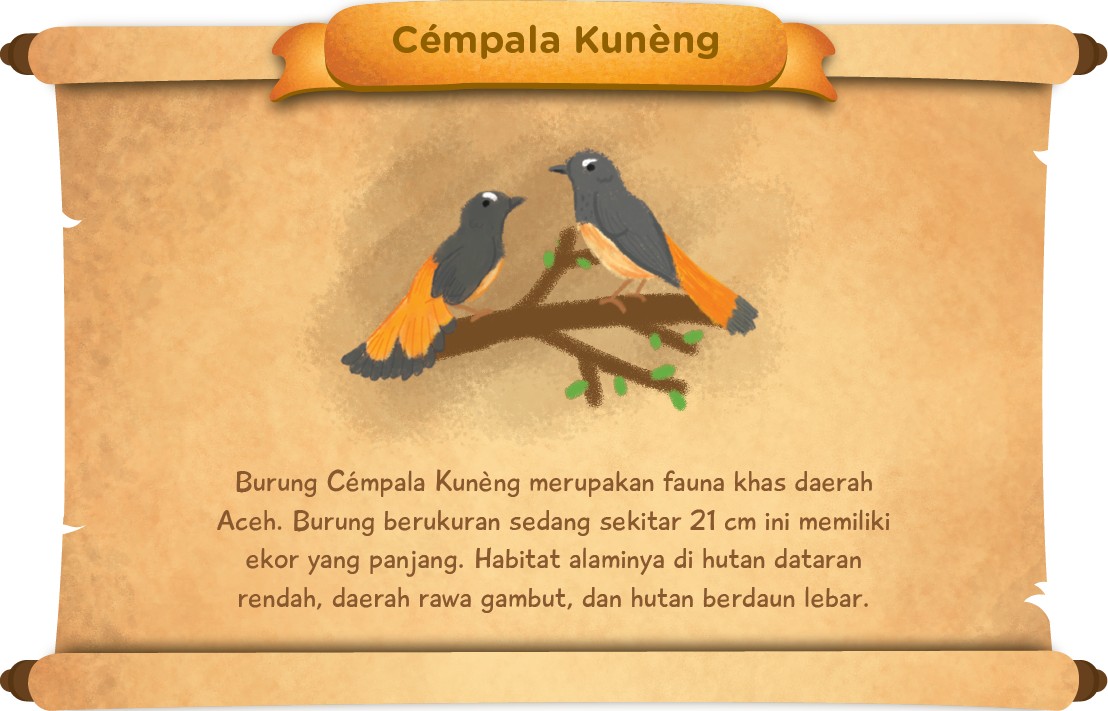 Cémpala Kunèng
Burung Cémpala Kunèng merupakan fauna khas daerah
Aceh. Burung berukuran sedang sekitar 21 cm ini memiliki
ekor yang panjang. Habitat alaminya di hutan dataran
rendah, daerah rawa gambut, dan hutan berdaun lebar.